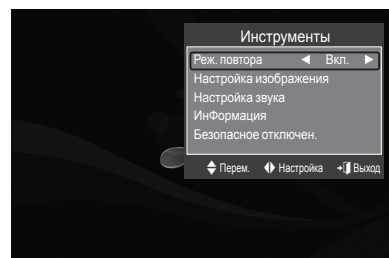 Инструменты
Реж. повтора ◀ Вкл. ▶
Настройка изображения
Настройка звука
ИнФормация
Безопасное отключен.
Перем. Настройка Выход